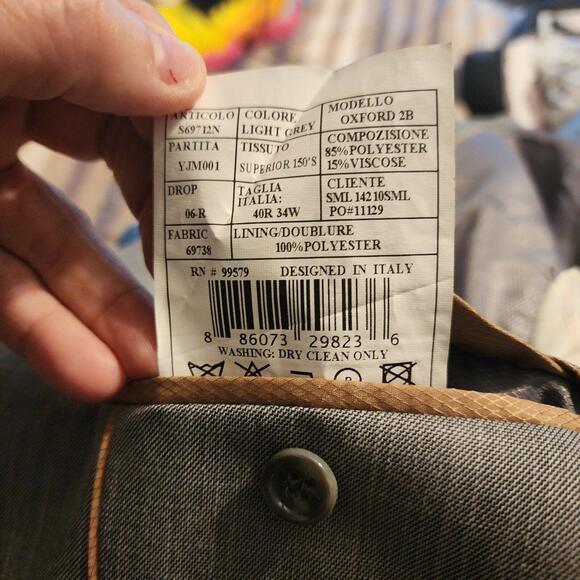 ARTICOLO
S69712N
COLORE
LIGHT GREY
MODELLO
OXFORD 2B
PARTITA
YJM001
TISSUTO
SUPERIOR 150'S
COMPOZISIONE
85%POLYESTER
15%VISCOSE
DROP
06-R
TAGLIA
ITALIA:
40R 34W
CLIENTE
SML 14210SML
PO#11129
FABRIC
69738
LINING/DOUBLURE
100%POLYESTER
RN # 99579 DESIGNED IN ITALY
8 86073 29823 6
WASHING: DRY CLEAN ONLY